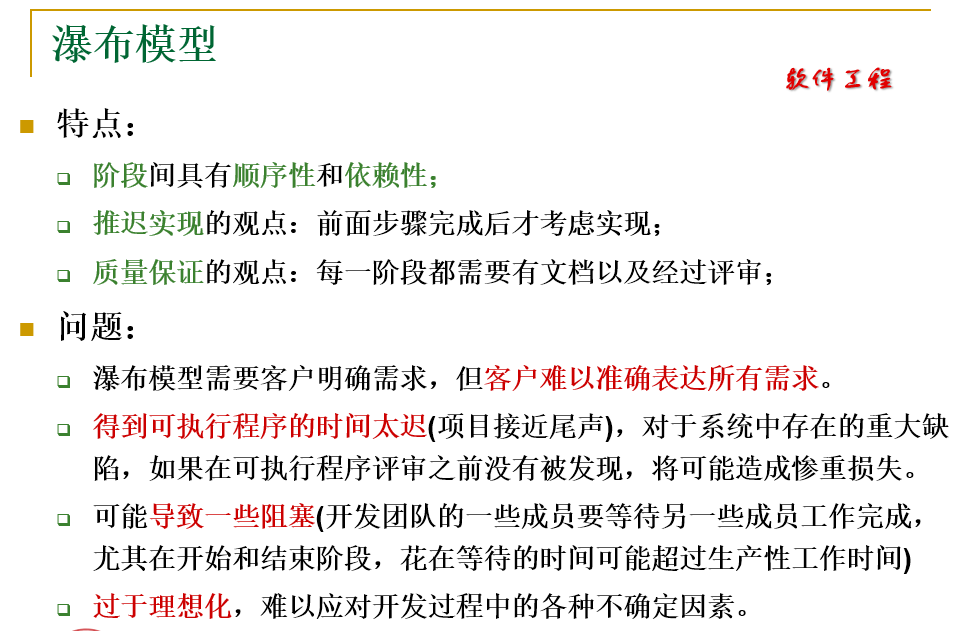 瀑布模型
软件工程
特点：
阶段间具有顺序性和依赖性；
推迟实现的观点：前面步骤完成后才考虑实现；
质量保证的观点：每一阶段都需要有文档以及经过评审；
问题：
瀑布模型需要客户明确需求，但客户难以准确表达所有需求。
得到可执行程序的时间太迟(项目接近尾声)，对于系统中存在的重大缺
陷，如果在可执行程序评审之前没有被发现，将可能造成惨重损失。
可能导致一些阻塞(开发团队的一些成员要等待另一些成员工作完成，
尤其在开始和结束阶段，花在等待的时间可能超过生产性工作时间)
过于理想化，难以应对开发过程中的各种不确定因素。